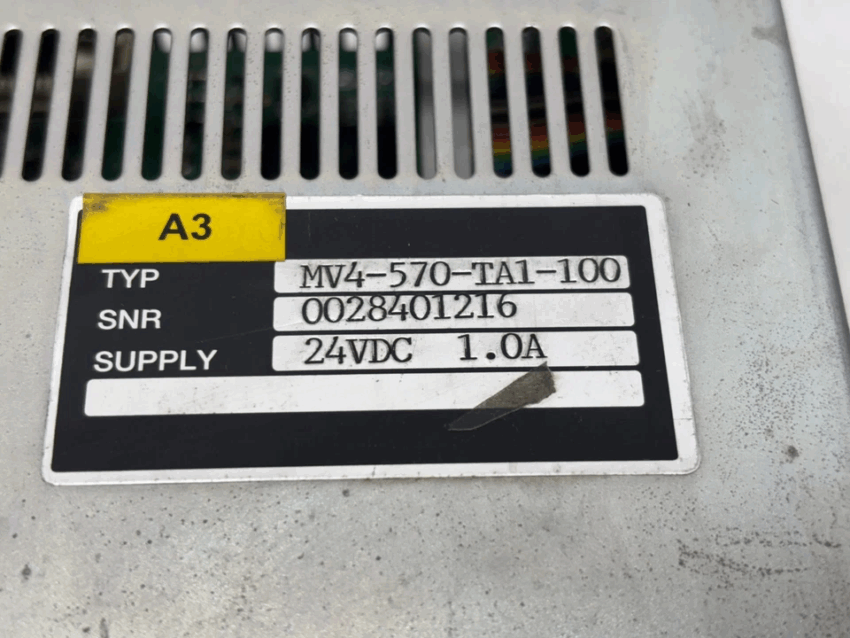 A3
TYP MV4-570-TA1-100
SNR 0028401216
SUPPLY 24VDC 1.0A